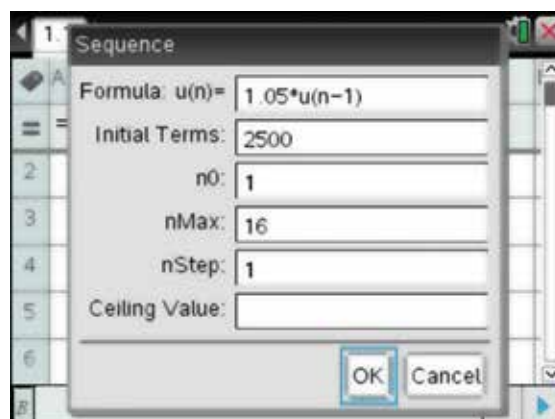 1.
Sequence
A
Formula: u(n)= 1.05*u(n−1)
= =
Initial Terms: 2500
2
n0: 1
3
nMax: 16
4
nStep: 1
5
Ceiling Value:
6
OK Cancel
B